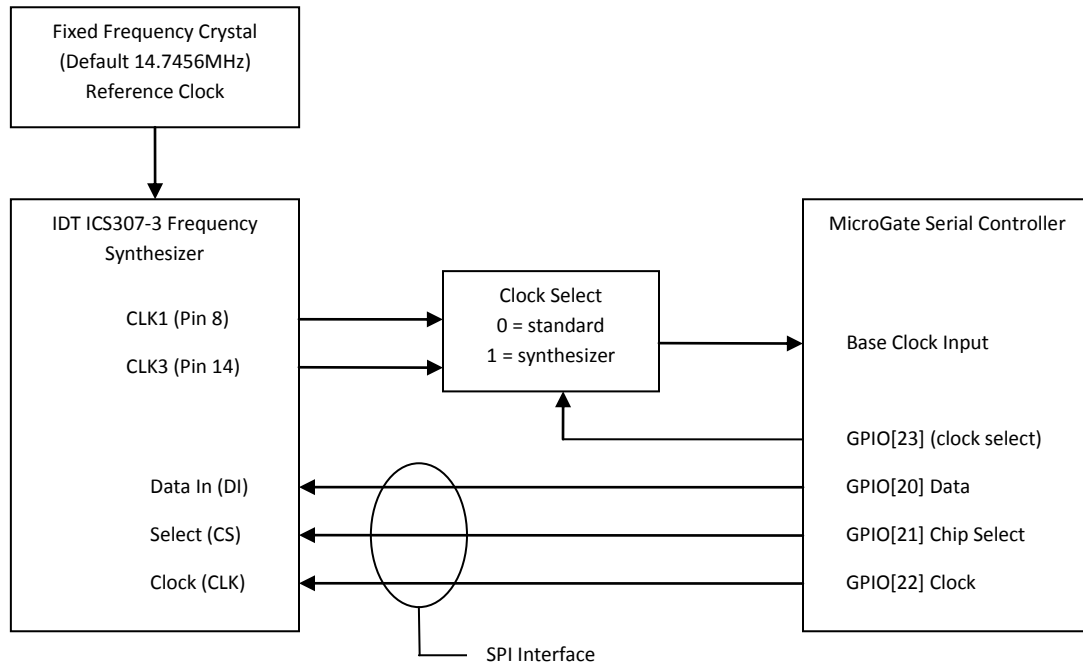 Fixed Frequency Crystal
(Default 14.7456MHz)
Reference Clock
IDT ICS307-3 Frequency
Synthesizer
CLK1 (Pin 8)
CLK3 (Pin 14)
Data In (DI)
Select (CS)
Clock (CLK)
Clock Select
0 = standard
1 = synthesizer
MicroGate Serial Controller
Base Clock Input
GPIO[23] (clock select)
GPIO[20] Data
GPIO[21] Chip Select
GPIO[22] Clock
SPI Interface